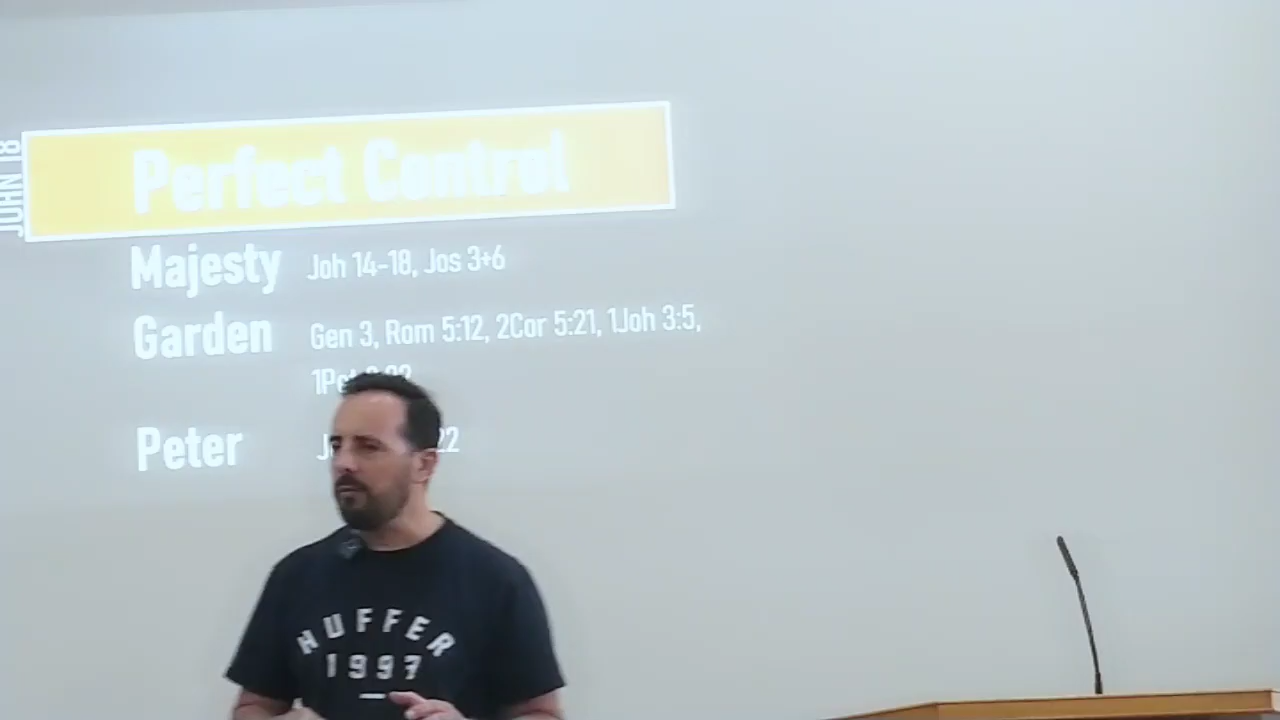 JOHN 18
Perfect Control
Majesty Joh 14-18, Jos 3+6
Garden Gen 3, Rom 5:12, 2Cor 5:21, 1Joh 3:5,
Peter
HUFFER
1997